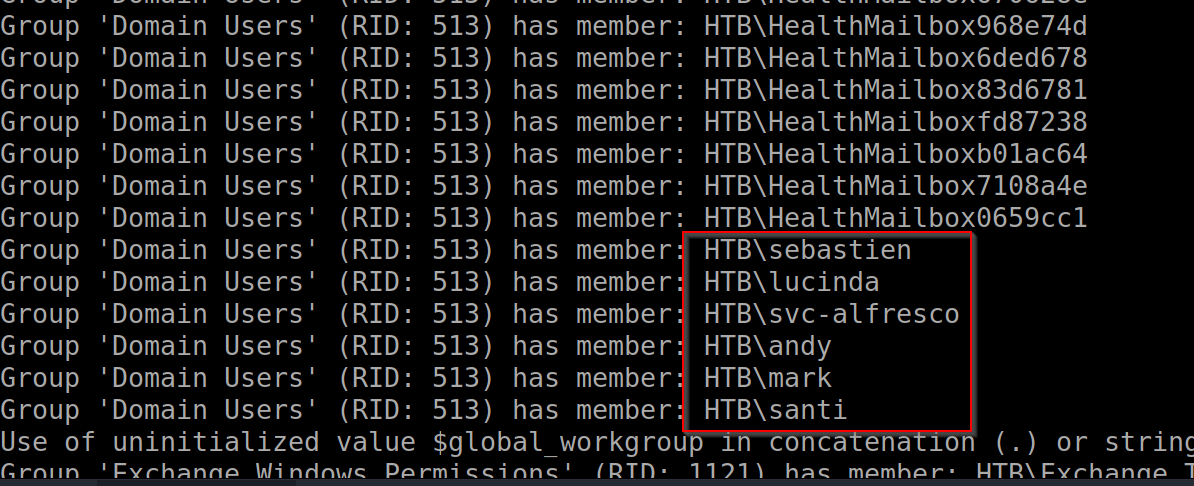 Group 'Domain Users' (RID: 513) has member:
Group 'Domain Users' (RID: 513) has member: HTB\HealthMailbox968e74d
Group 'Domain Users' (RID: 513) has member: HTB\HealthMailbox6ded678
Group 'Domain Users' (RID: 513) has member: HTB\HealthMailbox83d6781
Group 'Domain Users' (RID: 513) has member: HTB\HealthMailboxfd87238
Group 'Domain Users' (RID: 513) has member: HTB\HealthMailboxb01ac64
Group 'Domain Users' (RID: 513) has member: HTB\HealthMailbox7108a4e
Group 'Domain Users' (RID: 513) has member: HTB\HealthMailbox0659cc1
Group 'Domain Users' (RID: 513) has member: HTB\sebastien
Group 'Domain Users' (RID: 513) has member: HTB\lucinda
Group 'Domain Users' (RID: 513) has member: HTB\svc-alfresco
Group 'Domain Users' (RID: 513) has member: HTB\andy
Group 'Domain Users' (RID: 513) has member: HTB\mark
Group 'Domain Users' (RID: 513) has member: HTB\santi
Use of uninitialized value $global_workgroup in concatenation (.) or string
Group 'Exchange Windows Permissions' (RID: 1121) has member: HTB\Exchange T